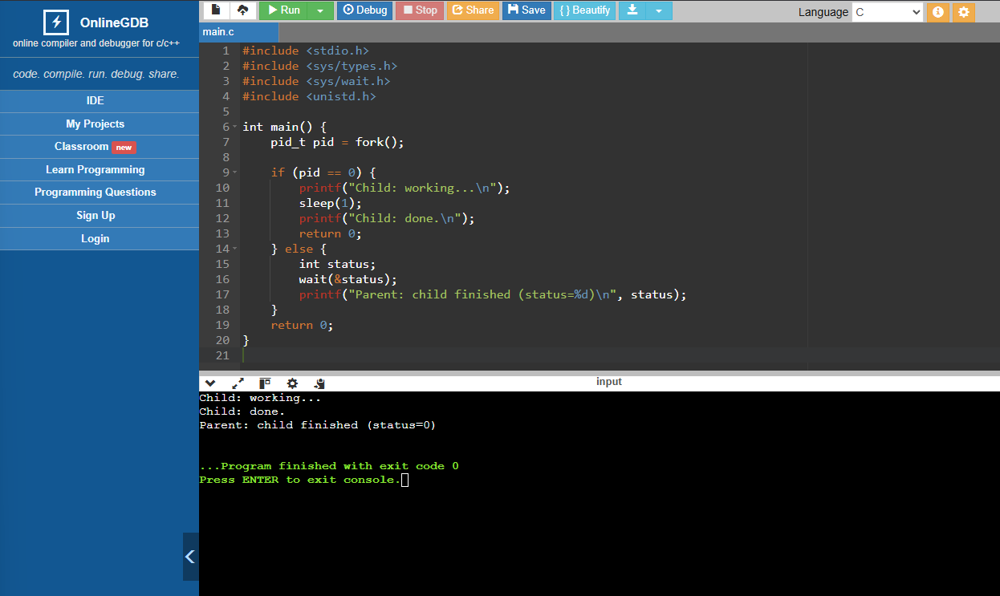 OnlineGDB
online compiler and debugger for c/c++
code. compile. run. debug. share.
IDE
My Projects
Classroom new
Learn Programming
Programming Questions
Sign Up
Login
Run Debug Stop Share Save { } Beautify Language C
main.c
1 #include <stdio.h>
2 #include <sys/types.h>
3 #include <sys/wait.h>
4 #include <unistd.h>
5
6 int main() {
7     pid_t pid = fork();
8
9     if (pid == 0) {
10         printf("Child: working...\n");
11         sleep(1);
12         printf("Child: done.\n");
13         return 0;
14     } else {
15         int status;
16         wait(&status);
17         printf("Parent: child finished (status=%d)\n", status);
18     }
19     return 0;
20 }
21
input
Child: working...
Child: done.
Parent: child finished (status=0)
...Program finished with exit code 0
Press ENTER to exit console.